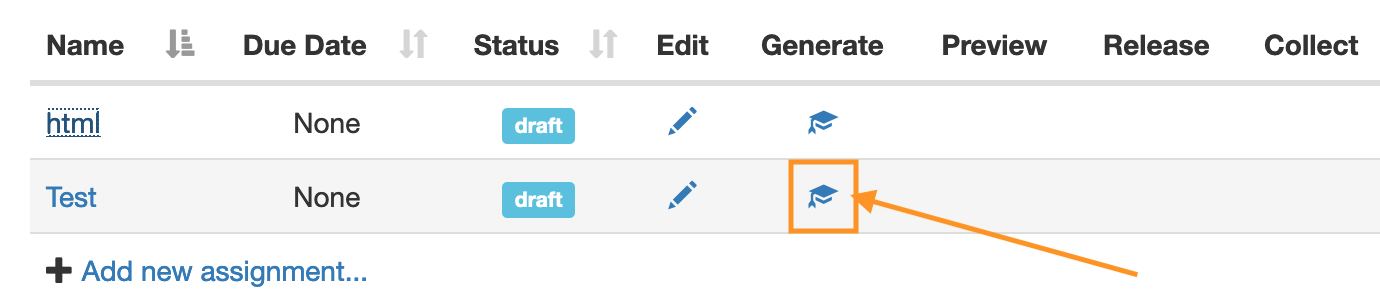 Name Due Date Status Edit Generate Preview Release Collect
html None draft
Test None draft
Add new assignment...